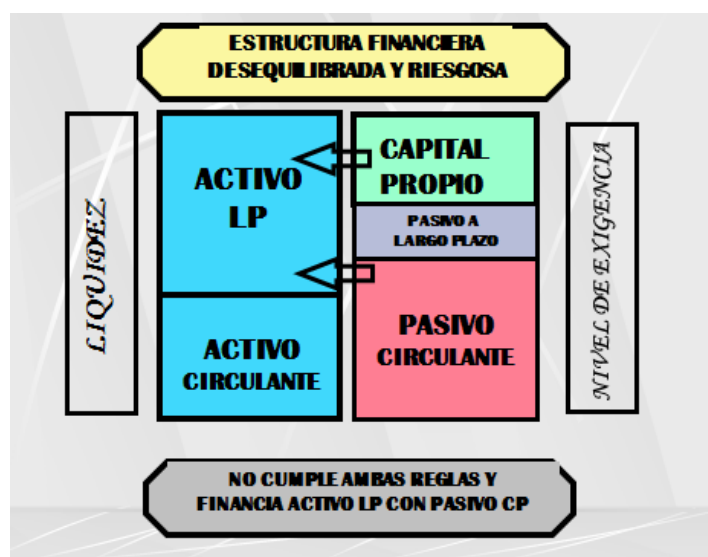 ESTRUCTURA FINANCIERA
DESEQUILIBRADA Y RIESGOSA
LIQUIDEZ
ACTIVO
LP
ACTIVO
CIRCULANTE
CAPITAL
PROPIO
PASIVO A
LARGO PLAZO
PASIVO
CIRCULANTE
NIVEL DE EXIGENCIA
NO CUMPLE AMBAS REGLAS Y
FINANCIA ACTIVO LP CON PASIVO CP